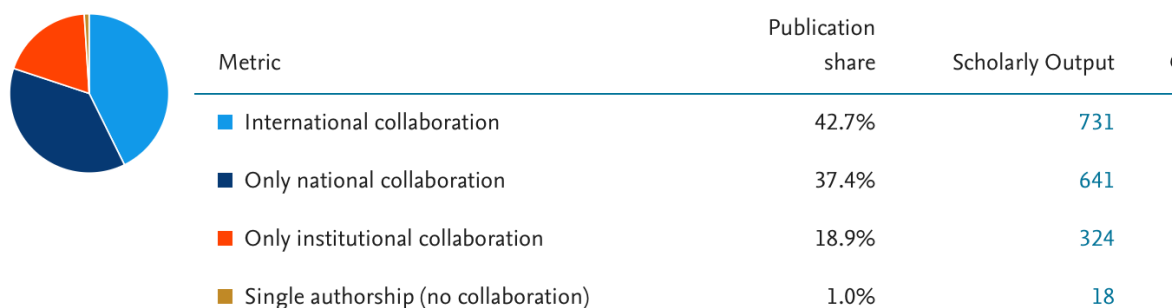 Publication
Metric share Scholarly Output
International collaboration 42.7% 731
Only national collaboration 37.4% 641
Only institutional collaboration 18.9% 324
Single authorship (no collaboration) 1.0% 18